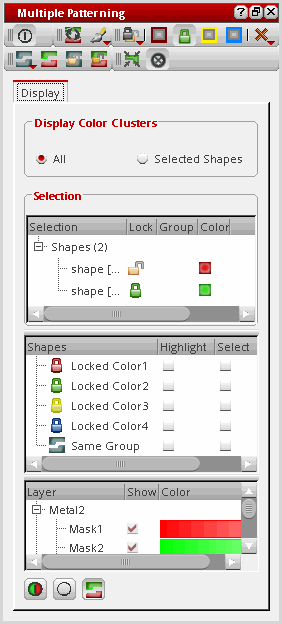 Multiple Patterning
Display
Display Color Clusters
All
Selected Shapes
Selection
Selection Lock Group Color
Shapes (2)
shape [...
shape [...
Shapes Highlight Select
Locked Color1
Locked Color2
Locked Color3
Locked Color4
Same Group
Layer Show Color
Metal2
Mask1
Mask2